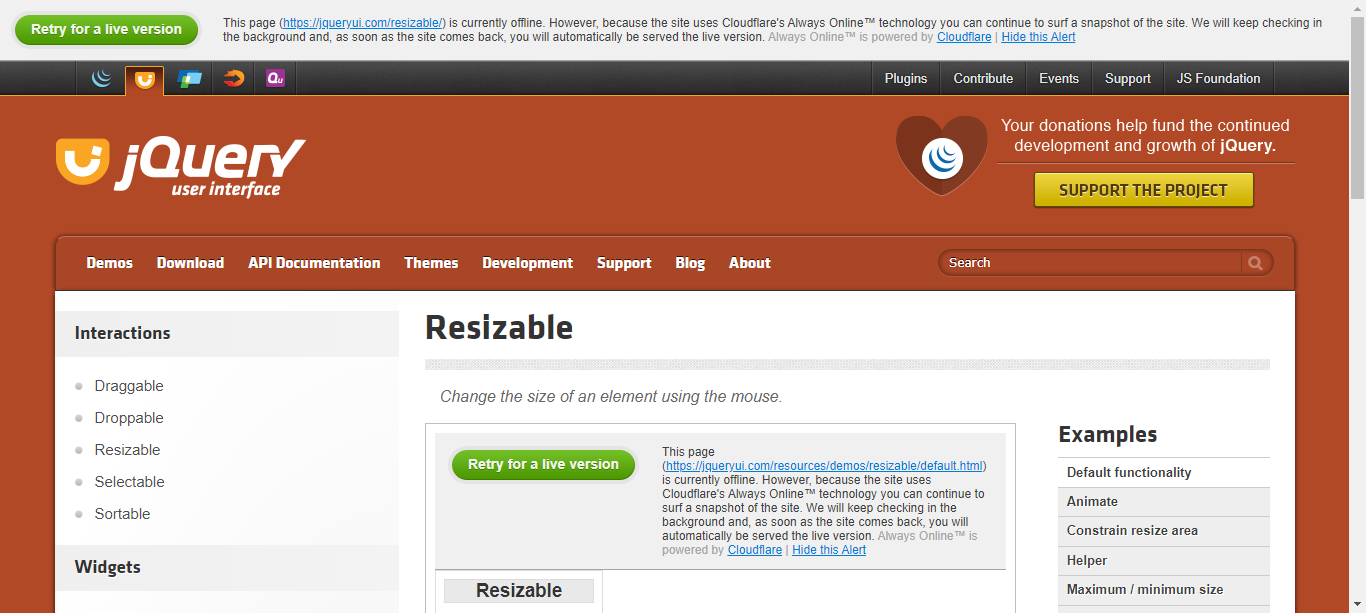 Retry for a live version
This page (https://jqueryui.com/resizable/) is currently offline. However, because the site uses Cloudflare's Always Online™ technology you can continue to surf a snapshot of the site. We will keep checking in
the background and, as soon as the site comes back, you will automatically be served the live version. Always Online™ is powered by Cloudflare | Hide this Alert
Qu
Plugins
Contribute
Events
Support
JS Foundation
jQuery
user interface
Your donations help fund the continued
development and growth of jQuery.
SUPPORT THE PROJECT
Demos
Download
API Documentation
Themes
Development
Support
Blog
About
Search
Interactions
Draggable
Droppable
Resizable
Selectable
Sortable
Widgets
Resizable
Change the size of an element using the mouse.
Retry for a live version
This page
(https://jqueryui.com/resources/demos/resizable/default.html)
is currently offline. However, because the site uses
Cloudflare's Always Online™ technology you can continue to
surf a snapshot of the site. We will keep checking in the
background and, as soon as the site comes back, you will
automatically be served the live version. Always Online™ is
powered by Cloudflare | Hide this Alert
Resizable
Examples
Default functionality
Animate
Constrain resize area
Helper
Maximum / minimum size